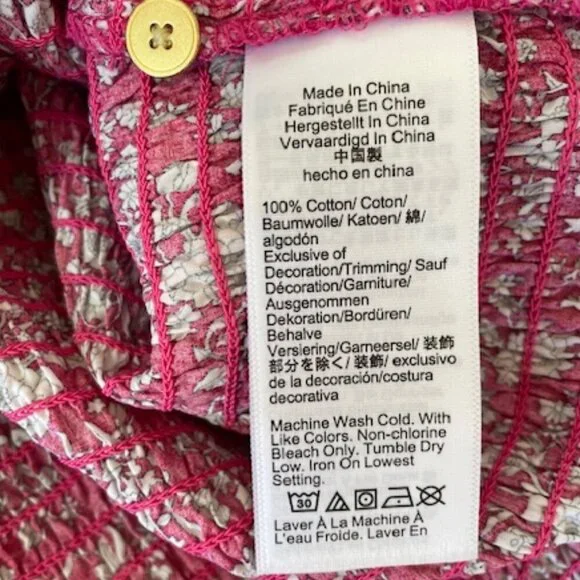 Made In China
Fabriqué En Chine
Hergestellt In China
Vervaardigd In China
中国製
hecho en china
100% Cotton/ Coton/
Baumwolle/ Katoen/ 綿/
algodón
Exclusive of
Decoration/Trimming/ Sauf
Décoration/Garniture/
Ausgenommen
Dekoration/Bordüren/
Behalve
Versiering/Garneersel/ 装飾
部分を除く/ 装飾/ exclusivo
de la decoración/costura
decorativa
Machine Wash Cold. With
Like Colors. Non-chlorine
Bleach Only. Tumble Dry
Low. Iron On Lowest
Setting.
30
Laver À La Machine À
L'eau Froide. Laver En